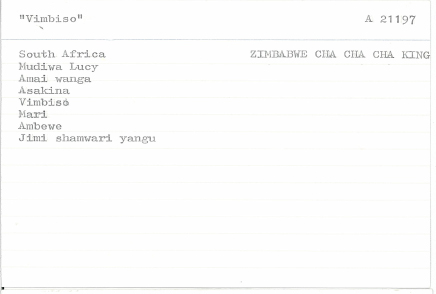 "Vimbiso" A 21197
South Africa ZIMBABWE CHA CHA CHA KING
Mudiwa Lucy
Amai wanga
Asakina
Vimbiso
Mari
Ambewe
Jimi shamwari yangu